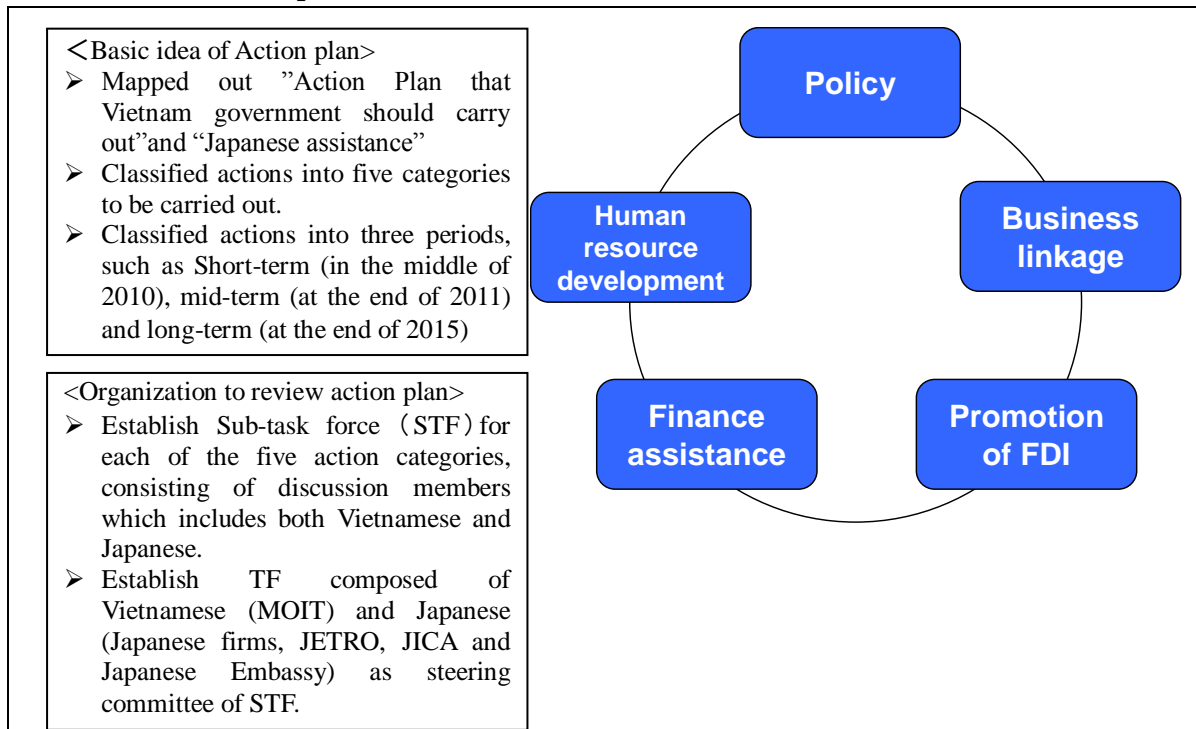 ＜Basic idea of Action plan>
➢ Mapped out ”Action Plan that
Vietnam government should carry
out”and “Japanese assistance”
➢ Classified actions into five categories
to be carried out.
➢ Classified actions into three periods,
such as Short-term (in the middle of
2010), mid-term (at the end of 2011)
and long-term (at the end of 2015)
<Organization to review action plan>
➢ Establish Sub-task force（STF）for
each of the five action categories,
consisting of discussion members
which includes both Vietnamese and
Japanese.
➢ Establish TF composed of
Vietnamese (MOIT) and Japanese
(Japanese firms, JETRO, JICA and
Japanese Embassy) as steering
committee of STF.
Policy
Business
linkage
Promotion
of FDI
Finance
assistance
Human
resource
development